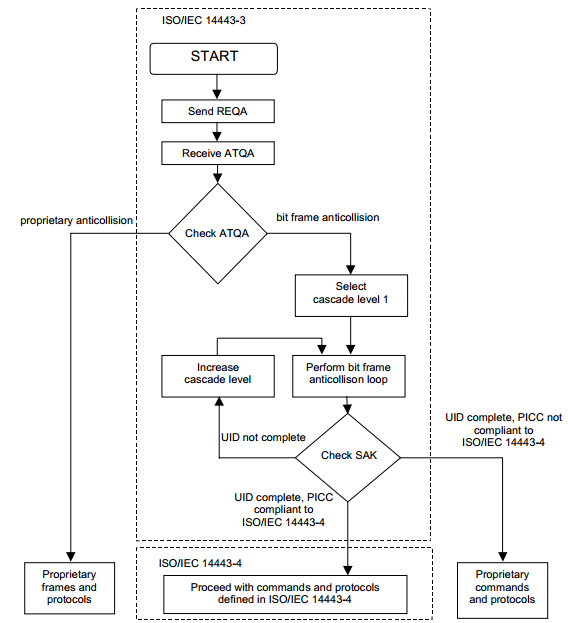 ISO/IEC 14443-3
START
Send REQA
Receive ATQA
proprietary anticollision
bit frame anticollision
Check ATQA
Select
cascade level 1
Increase
cascade level
Perform bit frame
anticollison loop
UID not complete
Check SAK
UID complete, PICC not
compliant to
ISO/IEC 14443-4
UID complete, PICC
compliant to
ISO/IEC 14443-4
ISO/IEC 14443-4
Proprietary
frames and
protocols
Proceed with commands and protocols
defined in ISO/IEC 14443-4
Proprietary
commands
and protocols